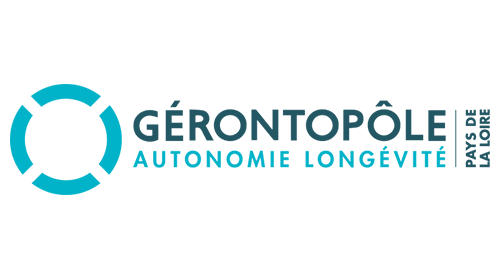 GÉRONTOPÔLE
AUTONOMIE LONGÉVITÉ
PAYS DE
LA LOIRE